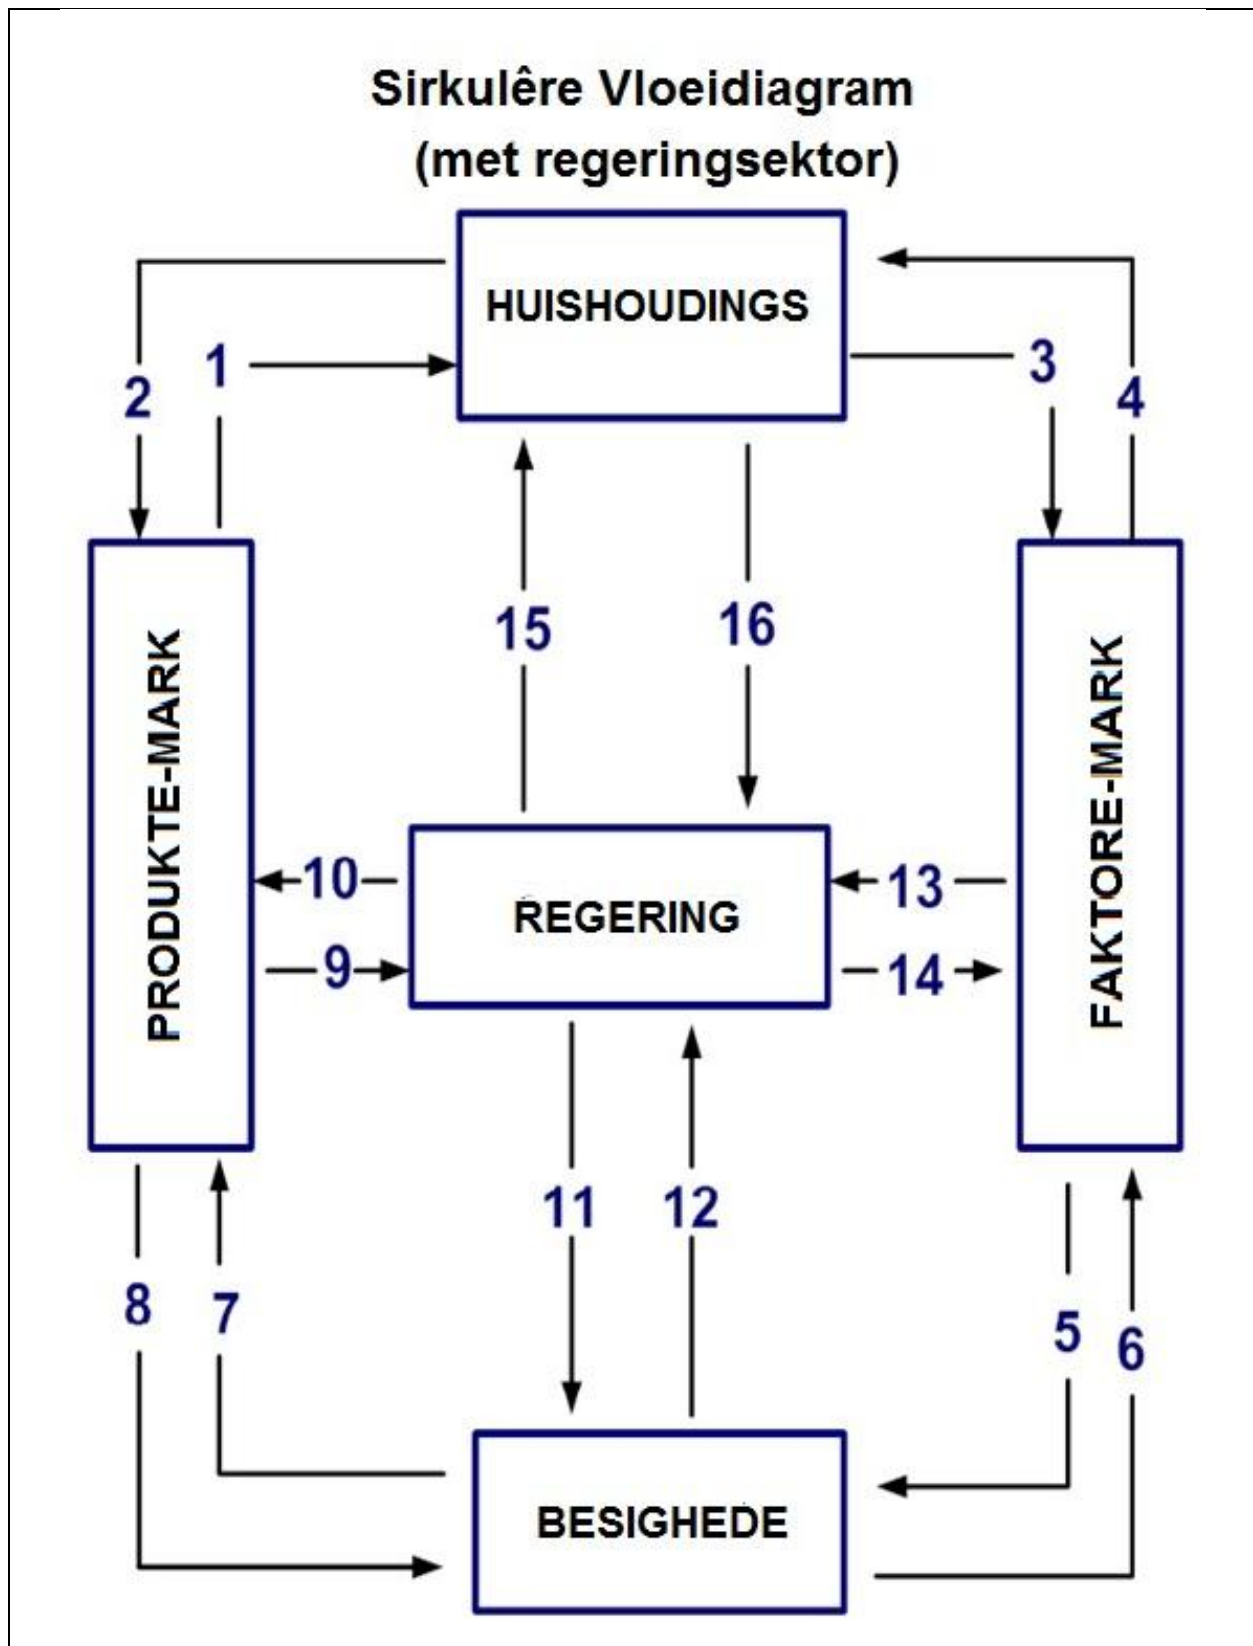 Sirkulêre Vloeidiagram
(met regeringsektor)
HUISHOUDINGS
1
2
3
4
15
16
PRODUKTE-MARK
FAKTORE-MARK
10
13
REGERING
9
14
11
12
8
7
5
6
BESIGHEDE